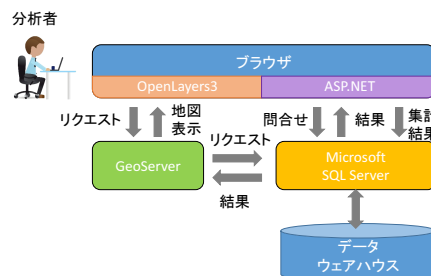 分析者
ブラウザ
OpenLayers3
ASP.NET
リクエスト
地図
表示
問合せ
結果
集計
結果
リクエスト
GeoServer
Microsoft
SQL Server
結果
データ
ウェアハウス